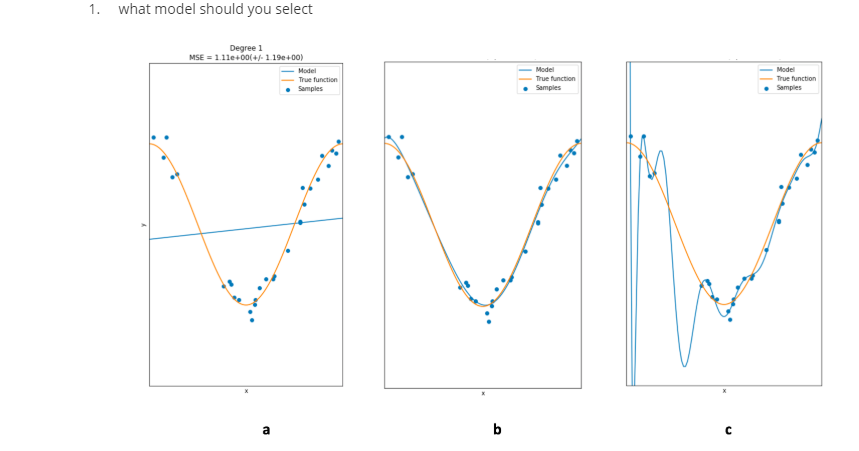 1. what model should you select
Degree 1
MSE = 1.11e+00(+/- 1.19e+00)
Model
True function
Samples
Model
True function
Samples
Model
True function
Samples
y
x
x
x
a
b
c